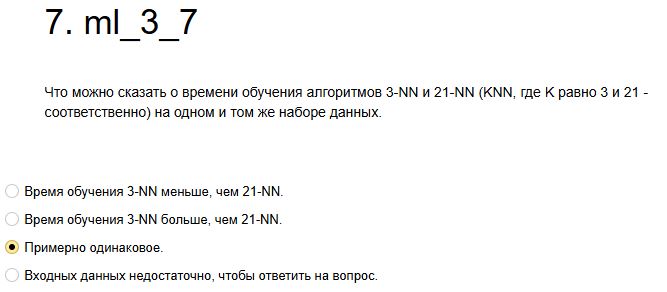 7. ml_3_7
Что можно сказать о времени обучения алгоритмов 3-NN и 21-NN (KNN, где K равно 3 и 21 -
соответственно) на одном и том же наборе данных.
Время обучения 3-NN меньше, чем 21-NN.
Время обучения 3-NN больше, чем 21-NN.
Примерно одинаковое.
Входных данных недостаточно, чтобы ответить на вопрос.